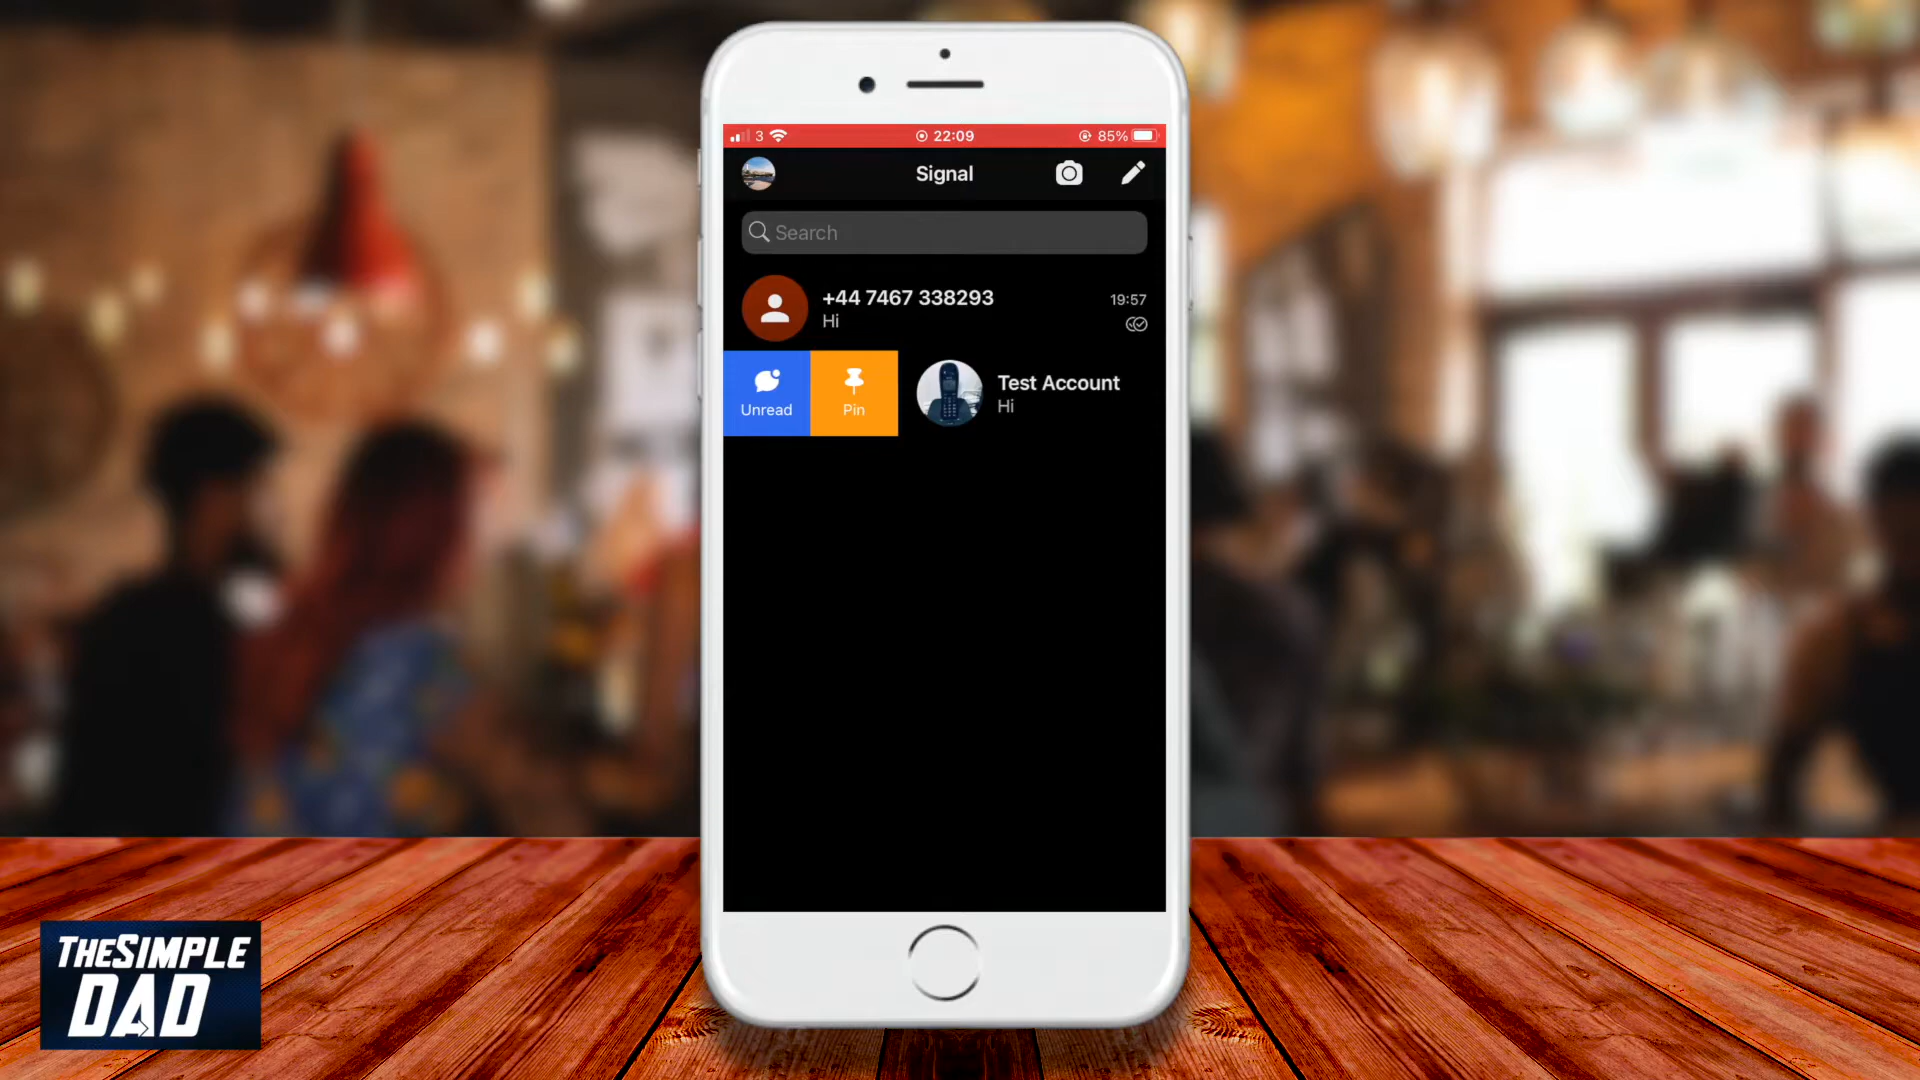 3 22:09 85%
Signal
Search
+44 7467 338293 19:57
Hi
Unread Pin Test Account
Hi
THESIMPLE
DAD